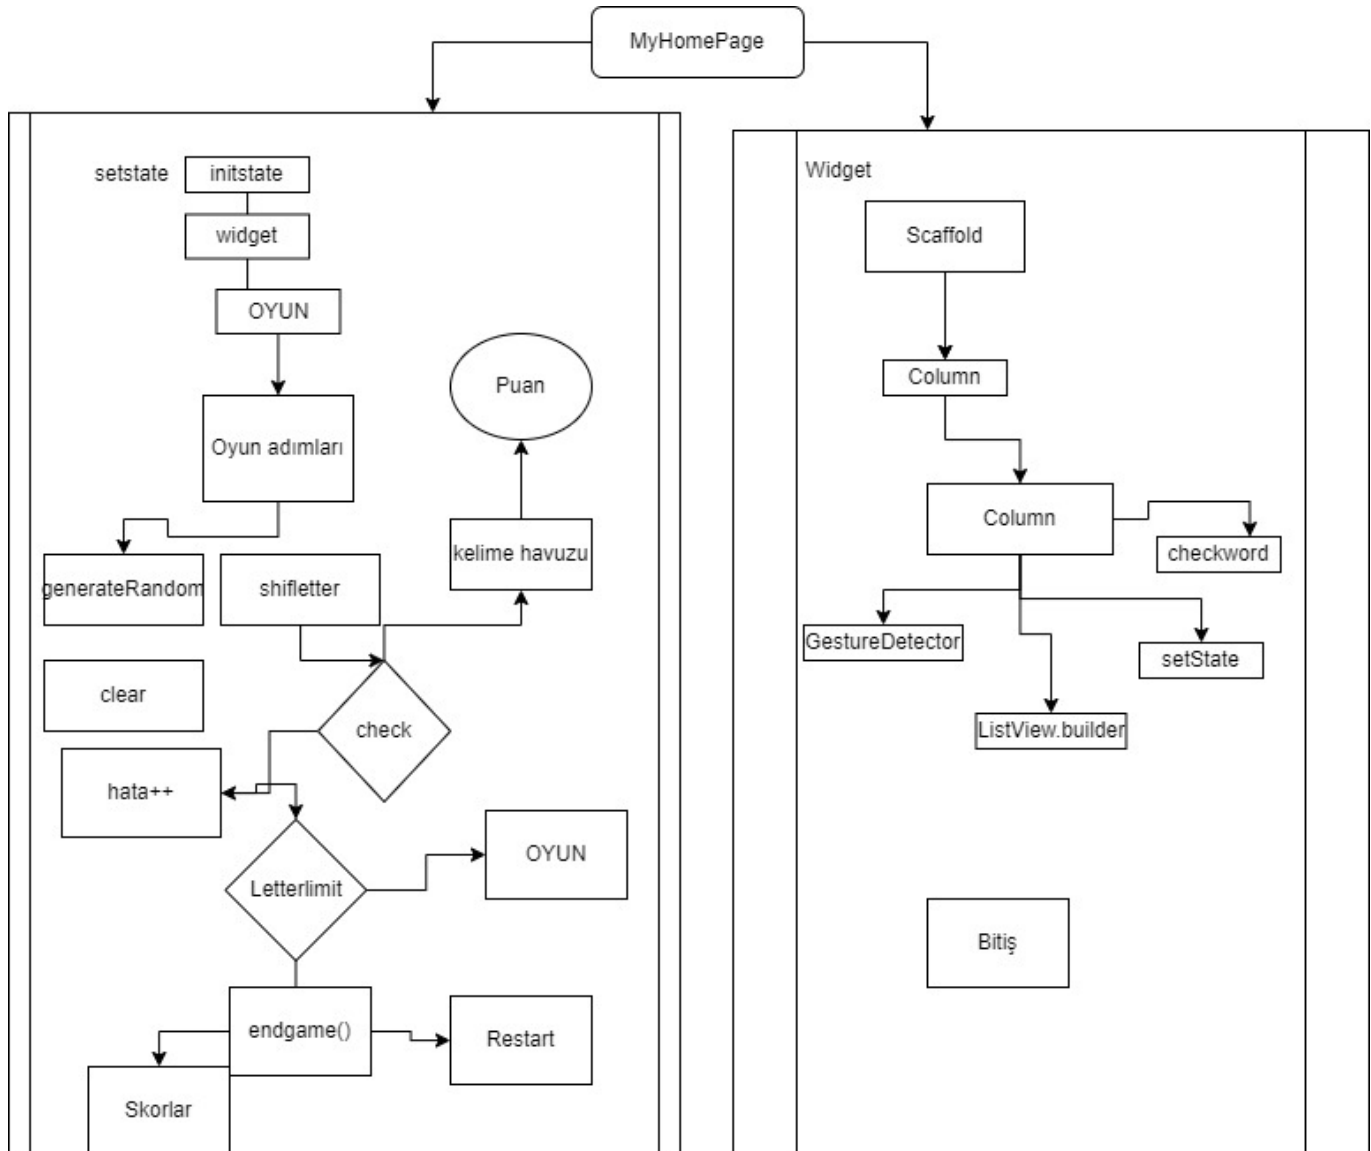 MyHomePage
setstate
initstate
widget
OYUN
Oyun adımları
Puan
kelime havuzu
generateRandom
shifletter
clear
check
hata++
Letterlimit
OYUN
endgame()
Restart
Skorlar
Widget
Scaffold
Column
Column
checkword
GestureDetector
setState
ListView.builder
Bitiş